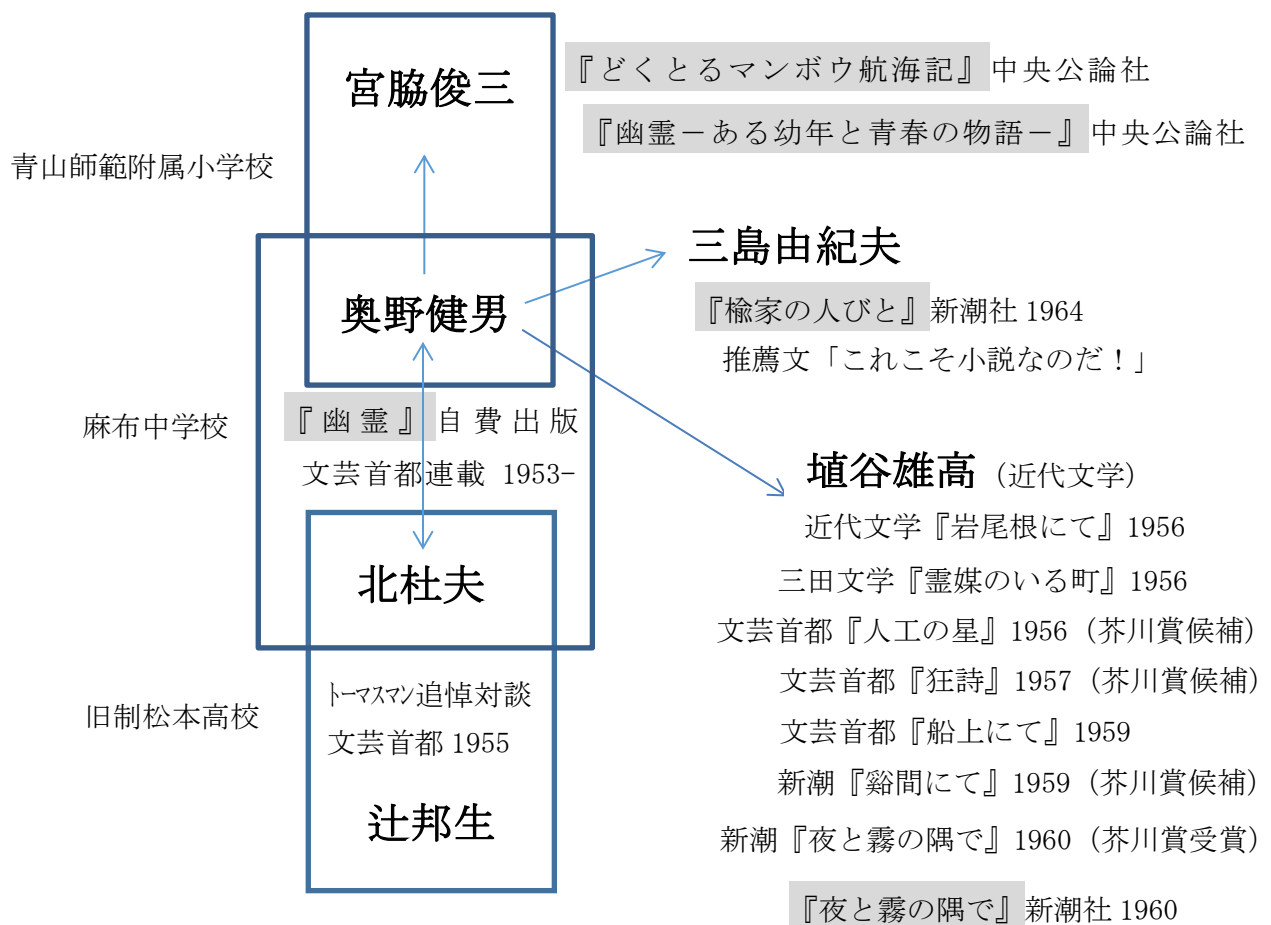 宮脇俊三
『どくとるマンボウ航海記』中央公論社
『幽霊－ある幼年と青春の物語－』中央公論社
青山師範附属小学校
三島由紀夫
奥野健男
『楡家の人びと』新潮社 1964
推薦文「これこそ小説なのだ！」
麻布中学校
『幽霊』自費出版
文芸首都連載 1953-
埴谷雄高（近代文学）
近代文学『岩尾根にて』1956
北杜夫
三田文学『霊媒のいる町』1956
文芸首都『人工の星』1956（芥川賞候補）
文芸首都『狂詩』1957（芥川賞候補）
旧制松本高校
ﾄｰﾏｽﾏﾝ追悼対談
文芸首都 1955
文芸首都『船上にて』1959
新潮『谿間にて』1959（芥川賞候補）
辻邦生
新潮『夜と霧の隅で』1960（芥川賞受賞）
『夜と霧の隅で』新潮社 1960